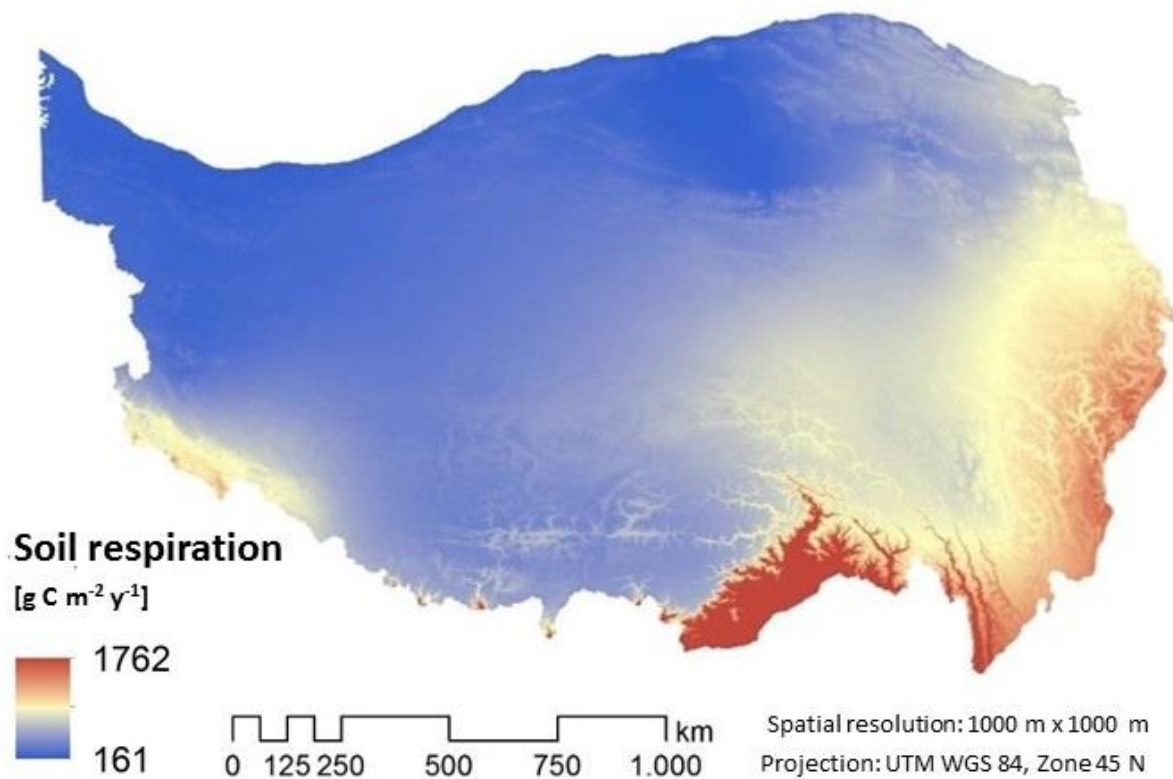 Soil respiration
[g C m⁻² y⁻¹]
1762
161
km
0 125 250 500 750 1.000
Spatial resolution: 1000 m x 1000 m
Projection: UTM WGS 84, Zone 45 N